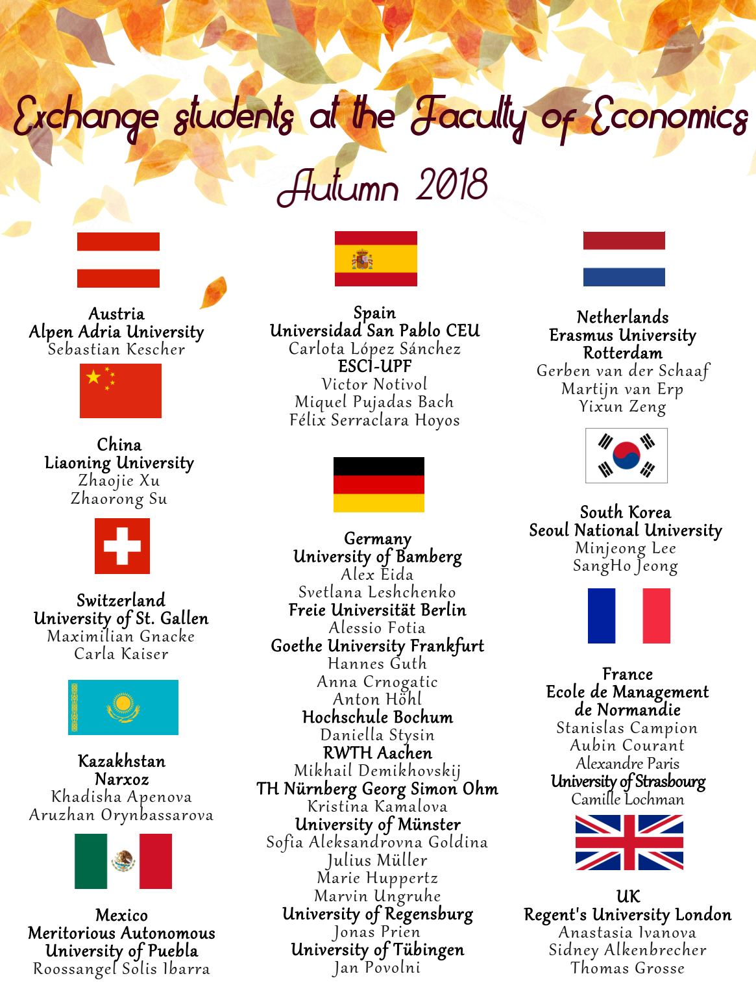 Exchange students at the Faculty of Economics
Autumn 2018
Austria
Alpen Adria University
Sebastian Kescher
China
Liaoning University
Zhaojie Xu
Zhaorong Su
Switzerland
University of St. Gallen
Maximilian Gnacke
Carla Kaiser
Kazakhstan
Narxoz
Khadisha Apenova
Aruzhan Orynbassarova
Mexico
Meritorious Autonomous
University of Puebla
Roossangel Solis Ibarra
Spain
Universidad San Pablo CEU
Carlota López Sánchez
ESCI-UPF
Victor Notivol
Miquel Pujadas Bach
Félix Serraclara Hoyos
Germany
University of Bamberg
Alex Eida
Svetlana Leshchenko
Freie Universität Berlin
Alessio Fotia
Goethe University Frankfurt
Hannes Guth
Anna Crnogatic
Anton Höhl
Hochschule Bochum
Daniella Stysin
RWTH Aachen
Mikhail Demikhovskij
TH Nürnberg Georg Simon Ohm
Kristina Kamalova
University of Münster
Sofia Aleksandrovna Goldina
Julius Müller
Marie Huppertz
Marvin Ungruhe
University of Regensburg
Jonas Prien
University of Tübingen
Jan Povolni
Netherlands
Erasmus University
Rotterdam
Gerben van der Schaaf
Martijn van Erp
Yixun Zeng
South Korea
Seoul National University
Minjeong Lee
SangHo Jeong
France
Ecole de Management
de Normandie
Stanislas Campion
Aubin Courant
Alexandre Paris
University of Strasbourg
Camille Lochman
UK
Regent's University London
Anastasia Ivanova
Sidney Alkenbrecher
Thomas Grosse